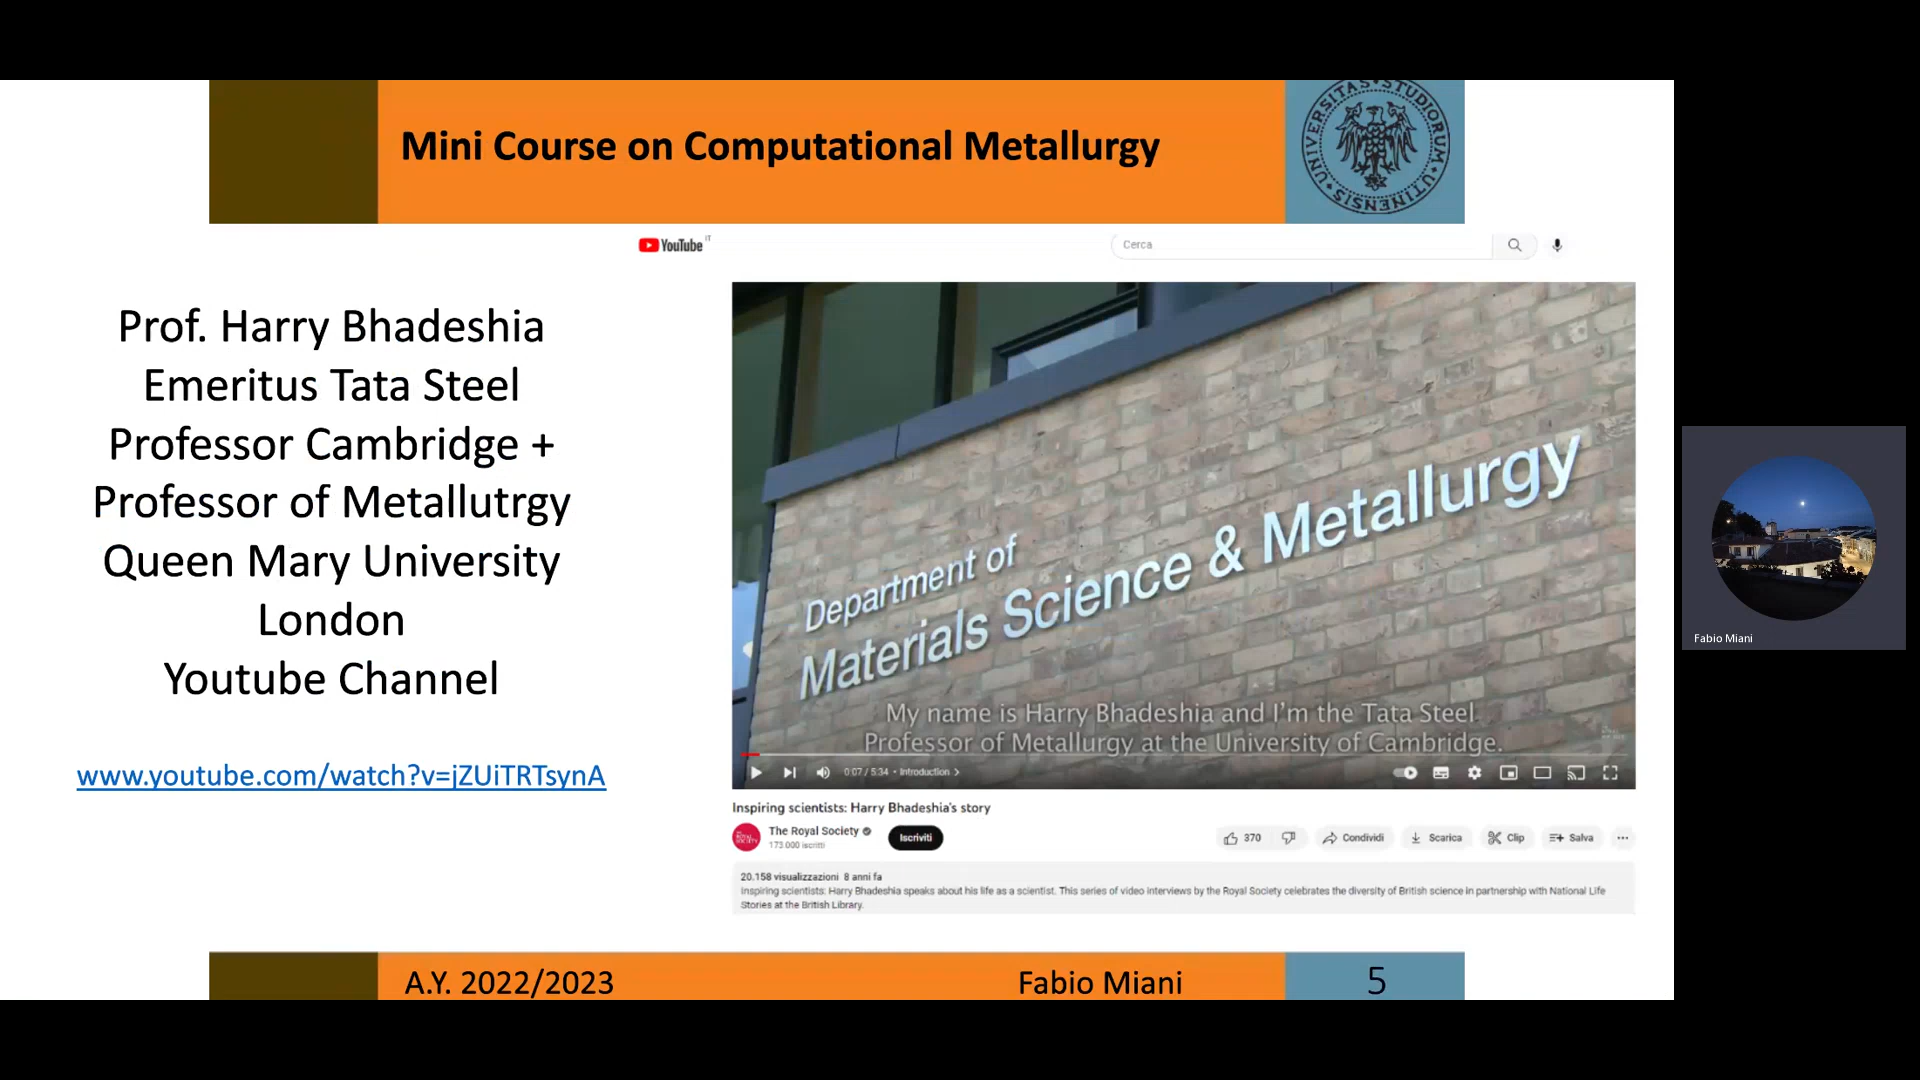 Mini Course on Computational Metallurgy
UNIVERSITAS STUDIORUM UTINENSIS
YouTube IT
Cerca
Prof. Harry Bhadeshia
Emeritus Tata Steel
Professor Cambridge +
Professor of Metallutrgy
Queen Mary University
London
Youtube Channel
www.youtube.com/watch?v=jZUiTRTsynA
Department of
Materials Science & Metallurgy
My name is Harry Bhadeshia and I'm the Tata Steel
Professor of Metallurgy at the University of Cambridge.
0:07 / 5:34 • Introduction >
Inspiring scientists: Harry Bhadeshia's story
The Royal Society
173.000 iscritti
Iscriviti
370
Condividi
Scarica
Clip
Salva
20.158 visualizzazioni 8 anni fa
Inspiring scientists: Harry Bhadeshia speaks about his life as a scientist. This series of video interviews by the Royal Society celebrates the diversity of British science in partnership with National Life
Stories at the British Library.
Fabio Miani
A.Y. 2022/2023
Fabio Miani
5